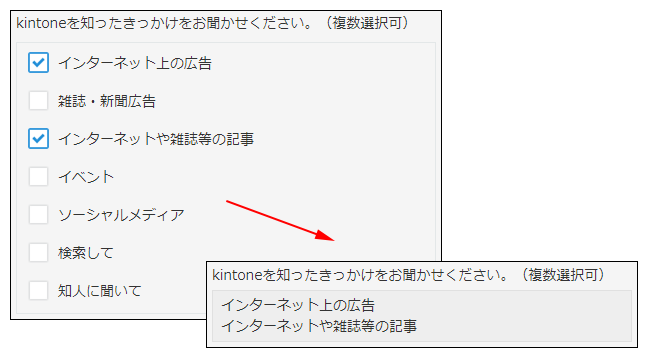 kintoneを知ったきっかけをお聞かせください。（複数選択可）
インターネット上の広告
雑誌・新聞広告
インターネットや雑誌等の記事
イベント
ソーシャルメディア
検索して
知人に聞いて
kintoneを知ったきっかけをお聞かせください。（複数選択可）
インターネット上の広告
インターネットや雑誌等の記事